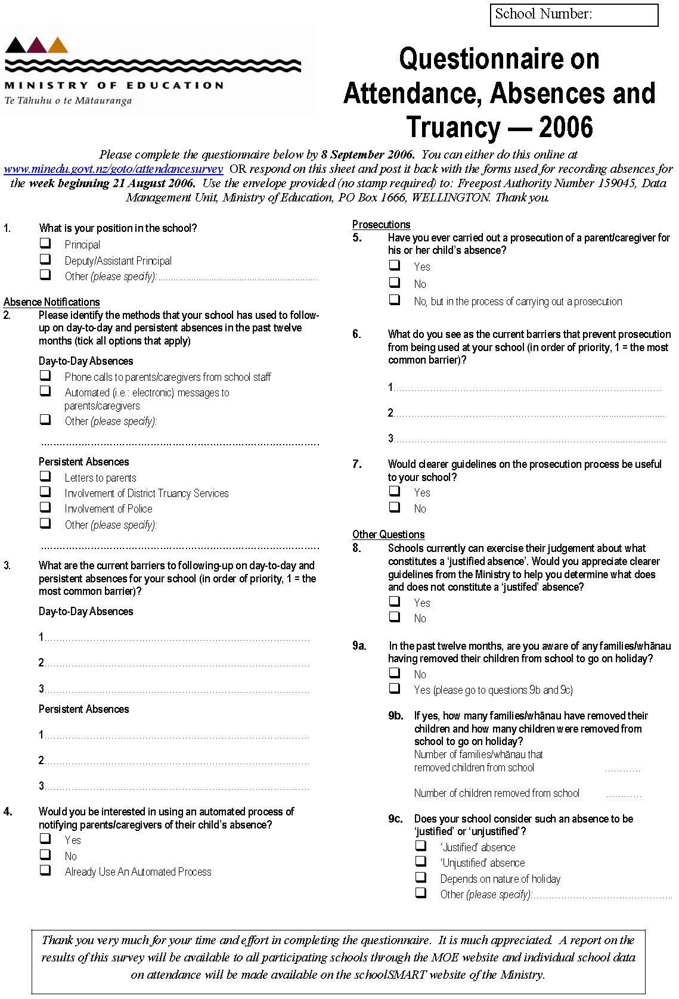 School Number:
MINISTRY OF EDUCATION
Te Tāhuhu o te Mātauranga
Questionnaire on
Attendance, Absences and
Truancy — 2006
Please complete the questionnaire below by 8 September 2006.  You can either do this online at
www.minedu.govt.nz/goto/attendancesurvey  OR respond on this sheet and post it back with the forms used for recording absences for
the week beginning 21 August 2006.  Use the envelope provided (no stamp required) to: Freepost Authority Number 159045, Data
Management Unit, Ministry of Education, PO Box 1666, WELLINGTON. Thank you.
1. What is your position in the school?
❑ Principal
❑ Deputy/Assistant Principal
❑ Other (please specify):................................................................
Absence Notifications
2. Please identify the methods that your school has used to follow-
up on day-to-day and persistent absences in the past twelve
months (tick all options that apply)
Day-to-Day Absences
❑ Phone calls to parents/caregivers from school staff
❑ Automated (i.e.: electronic) messages to
parents/caregivers
❑ Other (please specify):
..........................................................................................
Persistent Absences
❑ Letters to parents
❑ Involvement of District Truancy Services
❑ Involvement of Police
❑ Other (please specify):
..........................................................................................
3. What are the current barriers to following-up on day-to-day and
persistent absences for your school (in order of priority, 1 = the
most common barrier)?
Day-to-Day Absences
1..........................................................................................
2..........................................................................................
3..........................................................................................
Persistent Absences
1..........................................................................................
2..........................................................................................
3..........................................................................................
4. Would you be interested in using an automated process of
notifying parents/caregivers of their child's absence?
❑ Yes
❑ No
❑ Already Use An Automated Process
Prosecutions
5. Have you ever carried out a prosecution of a parent/caregiver for
his or her child's absence?
❑ Yes
❑ No
❑ No, but in the process of carrying out a prosecution
6. What do you see as the current barriers that prevent prosecution
from being used at your school (in order of priority, 1 = the most
common barrier)?
1..........................................................................................
2..........................................................................................
3..........................................................................................
7. Would clearer guidelines on the prosecution process be useful
to your school?
❑ Yes
❑ No
Other Questions
8. Schools currently can exercise their judgement about what
constitutes a 'justified absence'. Would you appreciate clearer
guidelines from the Ministry to help you determine what does
and does not constitute a 'justifed' absence?
❑ Yes
❑ No
9a. In the past twelve months, are you aware of any families/whānau
having removed their children from school to go on holiday?
❑ No
❑ Yes (please go to questions 9b and 9c)
9b. If yes, how many families/whānau have removed their
children and how many children were removed from
school to go on holiday?
Number of families/whānau that
removed children from school ............
Number of children removed from school ............
9c. Does your school consider such an absence to be
'justified' or 'unjustified'?
❑ 'Justified' absence
❑ 'Unjustified' absence
❑ Depends on nature of holiday
❑ Other (please specify):..............................................
Thank you very much for your time and effort in completing the questionnaire.  It is much appreciated.  A report on the
results of this survey will be available to all participating schools through the MOE website and individual school data
on attendance will be made available on the schoolSMART website of the Ministry.